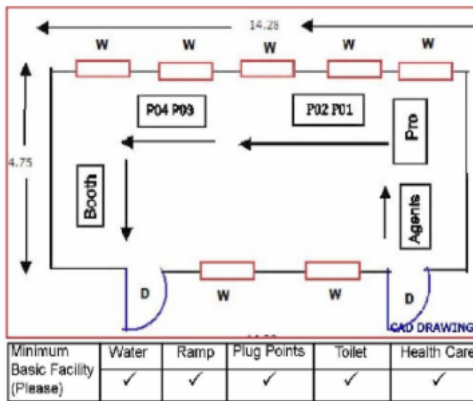 14.28
W W W W W
P04 P03 P02 P01 Pro
4.75
Booth Agents
D W W D
CAD DRAWING
Minimum Basic Facility (Please) Water Ramp Plug Points Toilet Health Care
✓ ✓ ✓ ✓ ✓